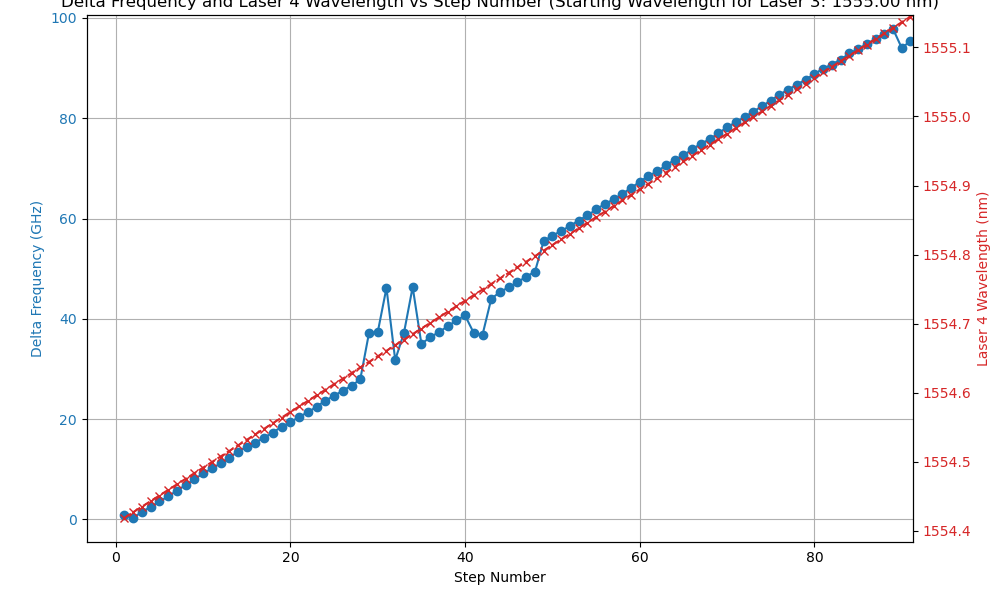 Delta Frequency and Laser 4 Wavelength vs Step Number (Starting Wavelength for Laser 3: 1555.00 nm)
100
80
60
40
20
0
Delta Frequency (GHz)
1555.1
1555.0
1554.9
1554.8
1554.7
1554.6
1554.5
1554.4
Laser 4 Wavelength (nm)
0 20 40 60 80
Step Number